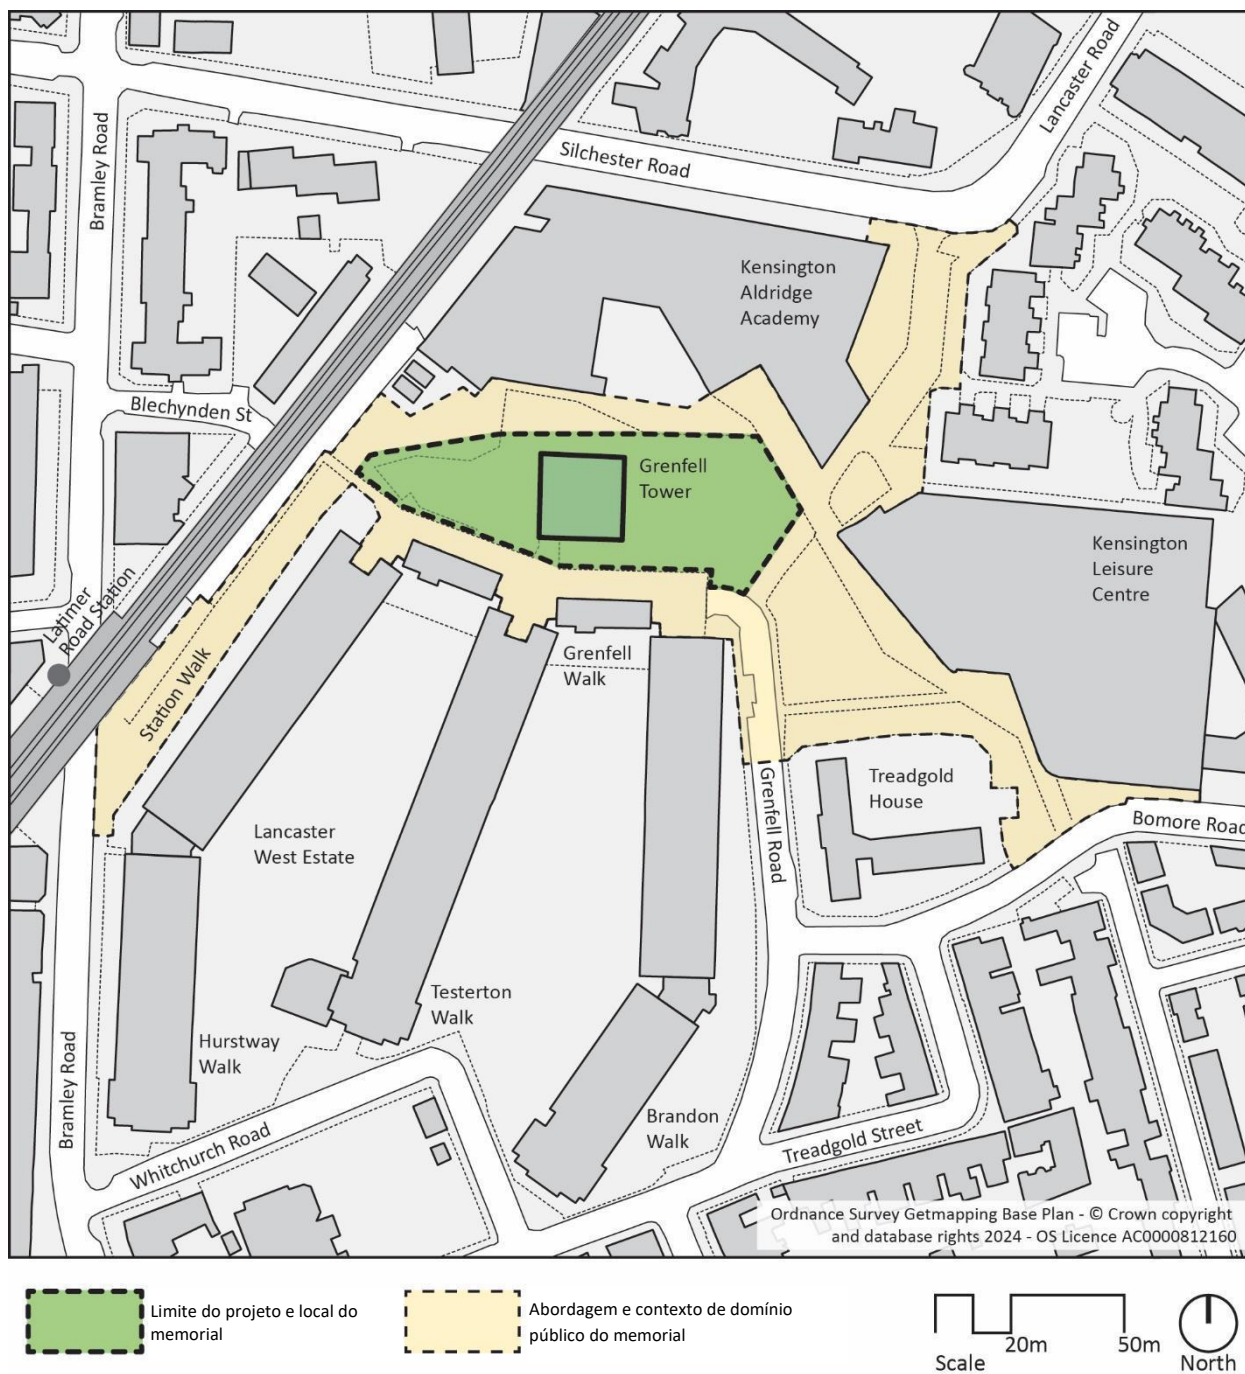 Lancaster Road
Bramley Road
Silchester Road
Kensington
Aldridge
Academy
Blechynden St
Grenfell
Tower
Kensington
Leisure
Centre
Latimer
Road Station
Station Walk
Grenfell
Walk
Grenfell Road
Treadgold
House
Bomore Road
Lancaster
West Estate
Testerton
Walk
Hurstway
Walk
Bramley Road
Brandon
Walk
Whitchurch Road
Treadgold Street
Ordnance Survey Getmapping Base Plan - © Crown copyright
and database rights 2024 - OS Licence AC0000812160
Limite do projeto e local do
memorial
Abordagem e contexto de domínio
público do memorial
20m
50m
Scale
North